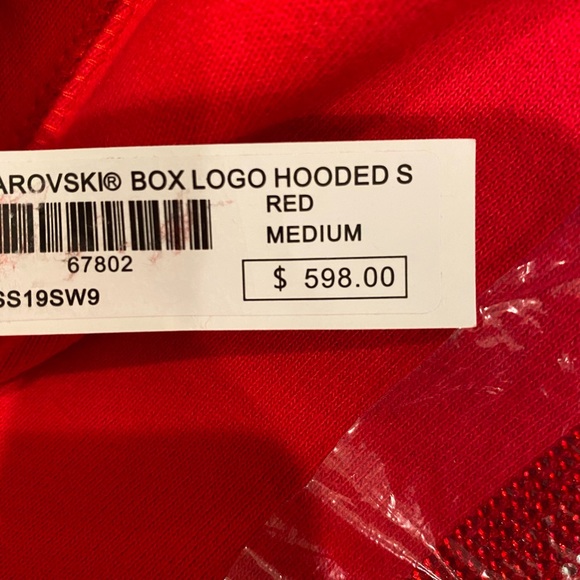 AROVSKI® BOX LOGO HOODED S
RED
MEDIUM
67802
$ 598.00
SS19SW9